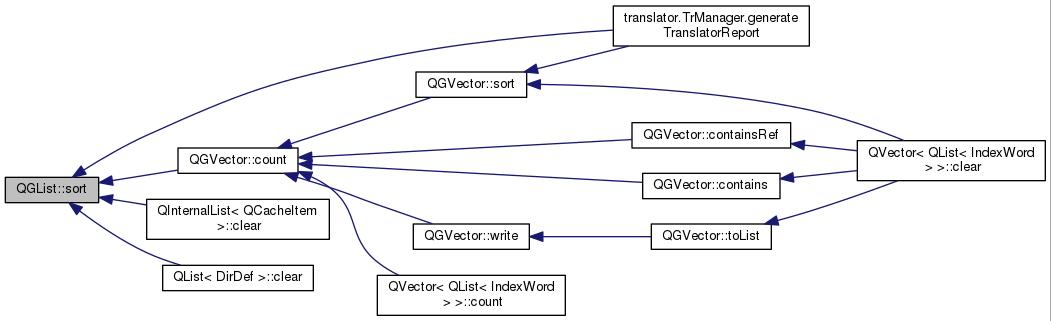 translator.TrManager.generate
TranslatorReport
QGVector::sort
QGVector::containsRef
QVector< QList< IndexWord
> >::clear
QGVector::count
QGList::sort
QGVector::contains
QInternalList< QCacheItem
>::clear
QGVector::write
QGVector::toList
QList< DirDef >::clear
QVector< QList< IndexWord
> >::count